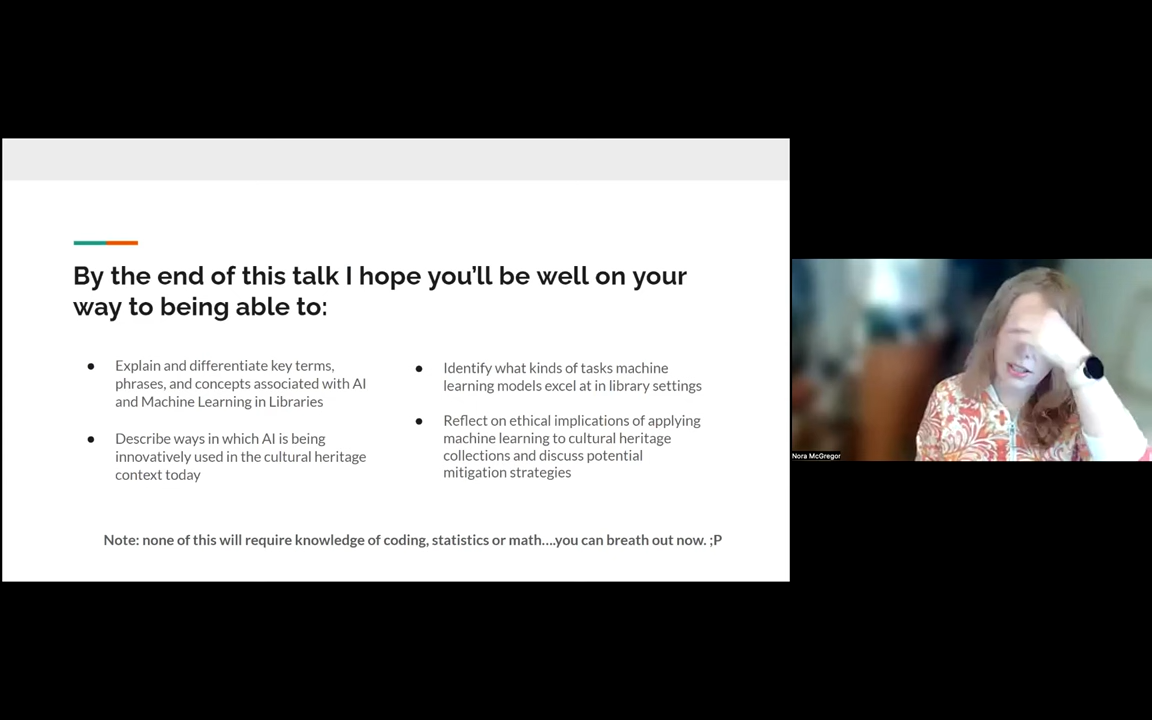 By the end of this talk I hope you’ll be well on your
way to being able to:
● Explain and differentiate key terms,
phrases, and concepts associated with AI
and Machine Learning in Libraries
● Describe ways in which AI is being
innovatively used in the cultural heritage
context today
● Identify what kinds of tasks machine
learning models excel at in library settings
● Reflect on ethical implications of applying
machine learning to cultural heritage
collections and discuss potential
mitigation strategies
Note: none of this will require knowledge of coding, statistics or math....you can breath out now. ;P
Nora McGregor